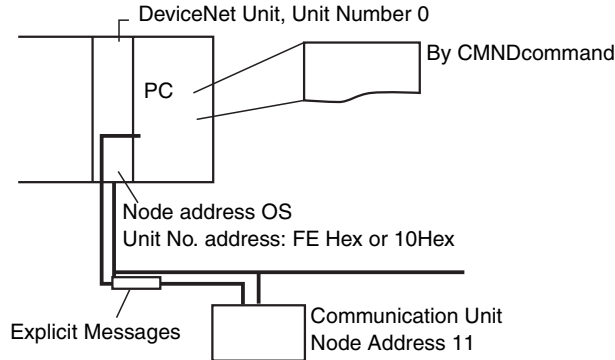 DeviceNet Unit, Unit Number 0
PC
By CMNDcommand
Node address OS
Unit No. address: FE Hex or 10Hex
Explicit Messages
Communication Unit
Node Address 11